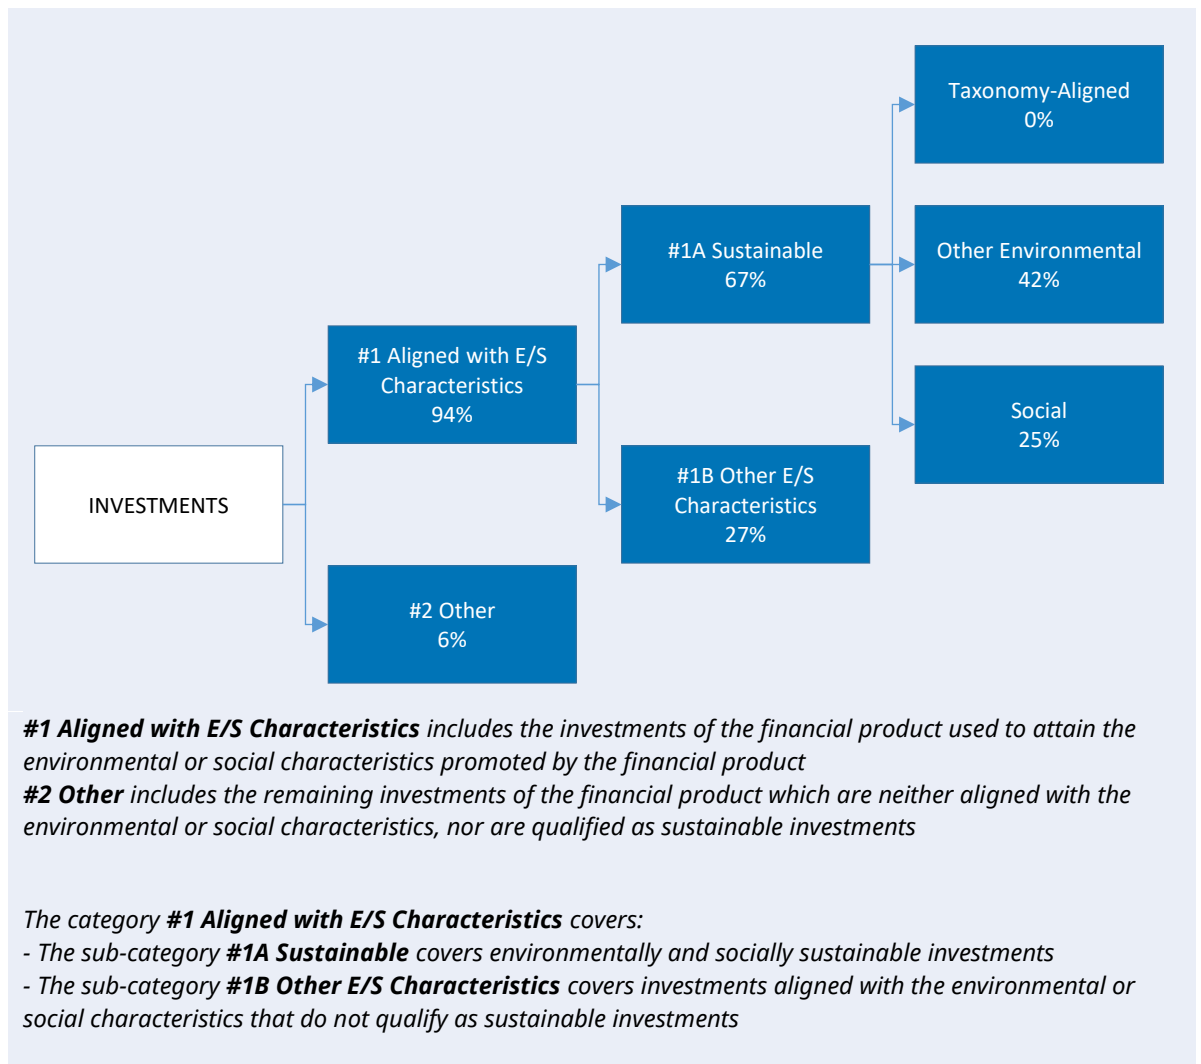 Taxonomy-Aligned
0%
#1A Sustainable
67%
Other Environmental
42%
#1 Aligned with E/S
Characteristics
94%
Social
25%
INVESTMENTS
#1B Other E/S
Characteristics
27%
#2 Other
6%
#1 Aligned with E/S Characteristics includes the investments of the financial product used to attain the
environmental or social characteristics promoted by the financial product
#2 Other includes the remaining investments of the financial product which are neither aligned with the
environmental or social characteristics, nor are qualified as sustainable investments
The category #1 Aligned with E/S Characteristics covers:
- The sub-category #1A Sustainable covers environmentally and socially sustainable investments
- The sub-category #1B Other E/S Characteristics covers investments aligned with the environmental or
social characteristics that do not qualify as sustainable investments